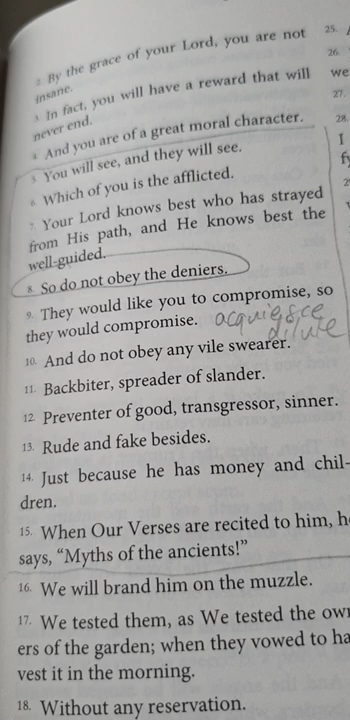 2. By the grace of your Lord, you are not
insane.
3. In fact, you will have a reward that will
never end.
4. And you are of a great moral character.
5. You will see, and they will see.
6. Which of you is the afflicted.
7. Your Lord knows best who has strayed
from His path, and He knows best the
well-guided.
8. So do not obey the deniers.
9. They would like you to compromise, so
they would compromise. acquiesce
dilute
10. And do not obey any vile swearer.
11. Backbiter, spreader of slander.
12. Preventer of good, transgressor, sinner.
13. Rude and fake besides.
14. Just because he has money and chil-
dren.
15. When Our Verses are recited to him, h
says, “Myths of the ancients!”
16. We will brand him on the muzzle.
17. We tested them, as We tested the own
ers of the garden; when they vowed to ha
vest it in the morning.
18. Without any reservation.
25.
26.
we
27.
28.
I